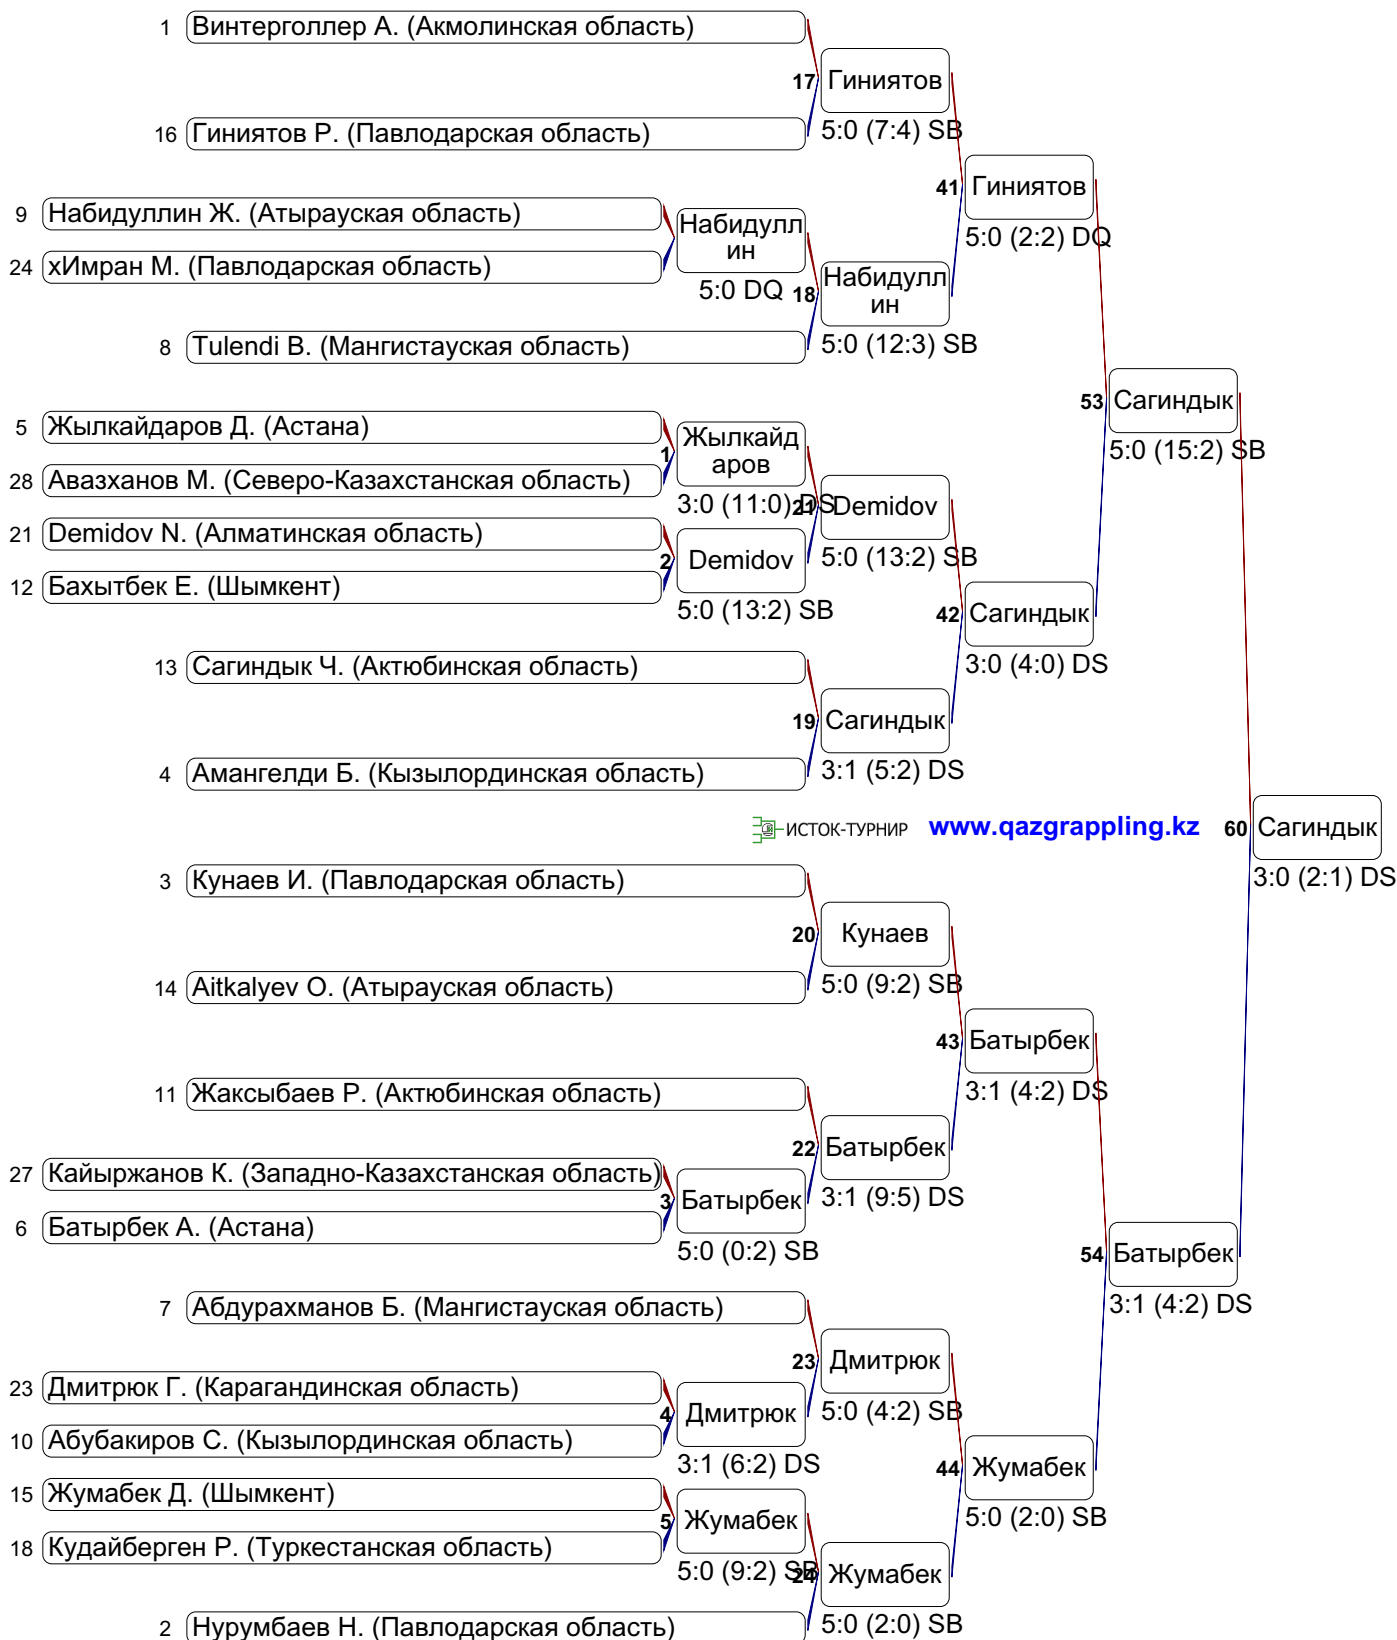 1 Винтерголлер А. (Акмолинская область)
17 Гиниятов
5:0 (7:4) SB
16 Гиниятов Р. (Павлодарская область)
41 Гиниятов
5:0 (2:2) DQ
9 Набидуллин Ж. (Атырауская область)
Набидулл
ин
5:0 DQ
24 хИмран М. (Павлодарская область)
18 Набидулл
ин
5:0 (12:3) SB
8 Tulendi B. (Мангистауская область)
53 Сагиндык
5:0 (15:2) SB
5 Жылкайдаров Д. (Астана)
1 Жылкайд
аров
3:0 (11:0) DS
28 Авазханов М. (Северо-Казахстанская область)
21 Demidov
5:0 (13:2) SB
21 Demidov N. (Алматинская область)
2 Demidov
5:0 (13:2) SB
12 Бахытбек Е. (Шымкент)
42 Сагиндык
3:0 (4:0) DS
13 Сагиндык Ч. (Актюбинская область)
19 Сагиндык
3:1 (5:2) DS
4 Амангелди Б. (Кызылординская область)
ИСТОК-ТУРНИР www.qazgrappling.kz
60 Сагиндык
3:0 (2:1) DS
3 Кунаев И. (Павлодарская область)
20 Кунаев
5:0 (9:2) SB
14 Aitkalyev O. (Атырауская область)
43 Батырбек
3:1 (4:2) DS
11 Жаксыбаев Р. (Актюбинская область)
22 Батырбек
3:1 (9:5) DS
27 Кайыржанов К. (Западно-Казахстанская область)
3 Батырбек
5:0 (0:2) SB
6 Батырбек А. (Астана)
54 Батырбек
3:1 (4:2) DS
7 Абдурахманов Б. (Мангистауская область)
23 Дмитрюк
5:0 (4:2) SB
23 Дмитрюк Г. (Карагандинская область)
4 Дмитрюк
3:1 (6:2) DS
10 Абубакиров С. (Кызылординская область)
44 Жумабек
5:0 (2:0) SB
15 Жумабек Д. (Шымкент)
5 Жумабек
5:0 (9:2) SB
18 Кудайберген Р. (Туркестанская область)
24 Жумабек
5:0 (2:0) SB
2 Нурумбаев Н. (Павлодарская область)